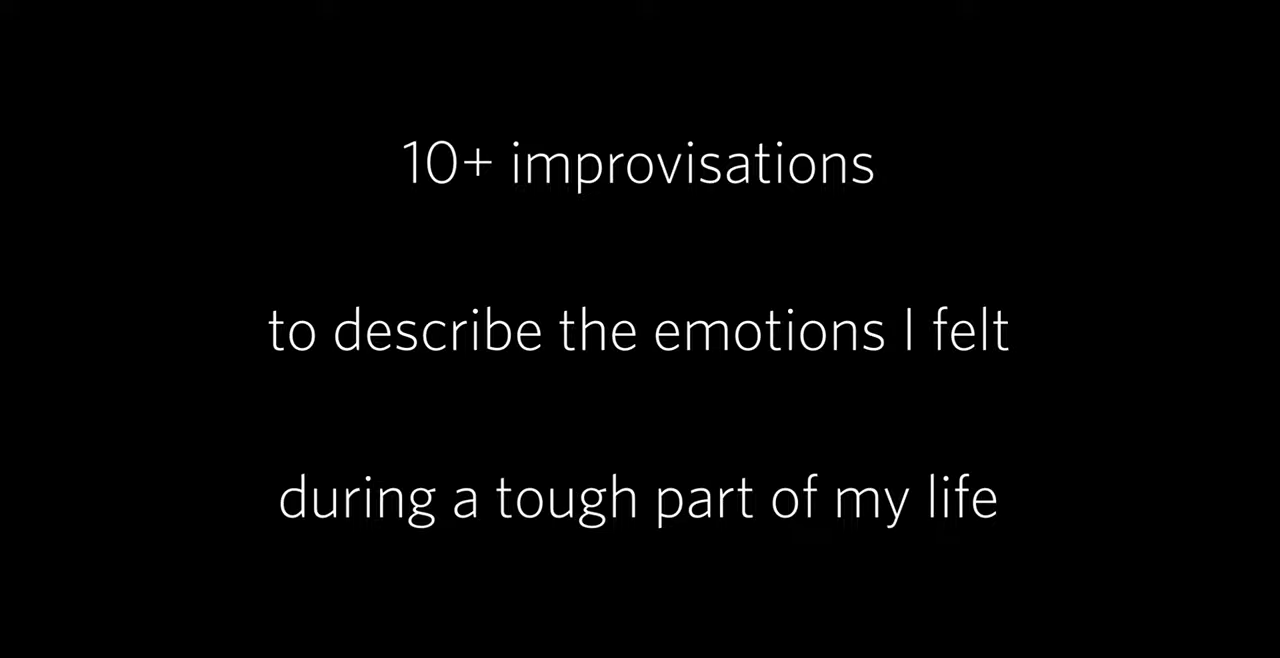 10+ improvisations
to describe the emotions I felt
during a tough part of my life